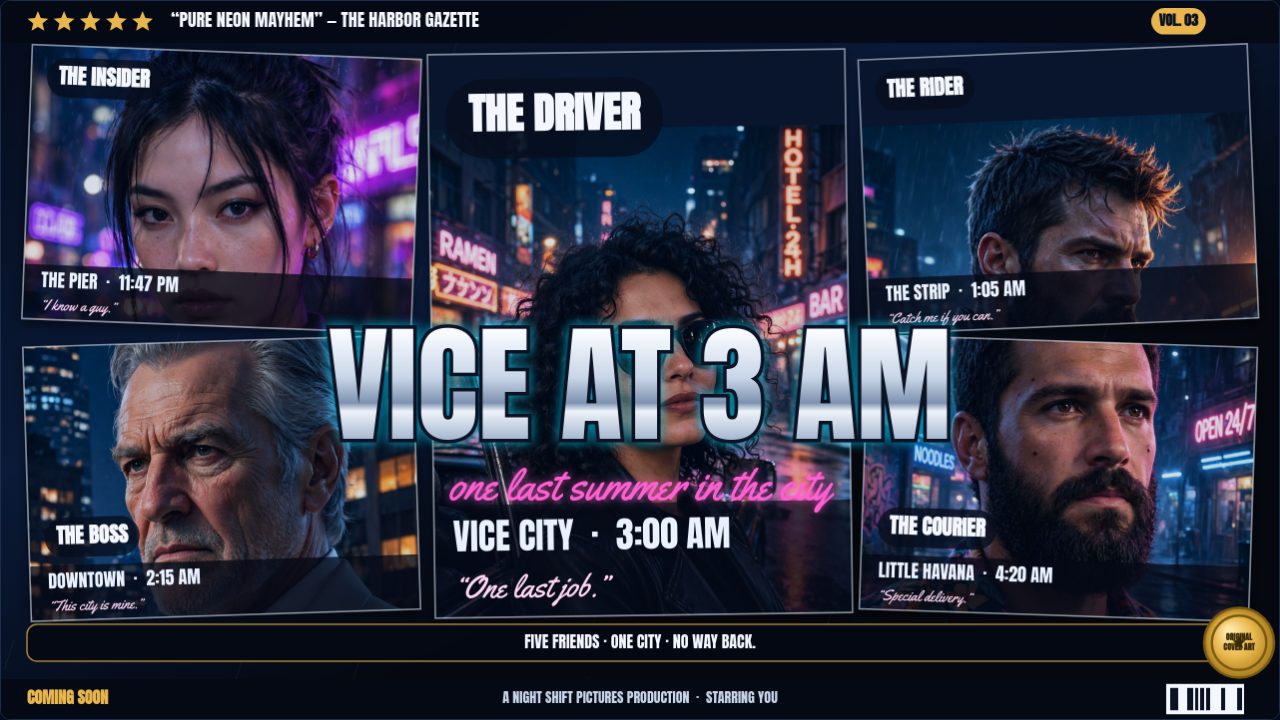 “PURE NEON MAYHEM” – THE HARBOR GAZETTE
VOL. 03
THE INSIDER
THE PIER · 11:47 PM
“I know a guy.”
THE DRIVER
HOTEL·24H
RAMEN
BAR
THE RIDER
THE STRIP · 1:05 AM
“Catch me if you can.”
VICE AT 3 AM
one last summer in the city
VICE CITY · 3:00 AM
“One last job.”
THE BOSS
DOWNTOWN · 2:15 AM
“This city is mine.”
OPEN 24/7
NOODLES
THE COURIER
LITTLE HAVANA · 4:20 AM
“Special delivery.”
FIVE FRIENDS · ONE CITY · NO WAY BACK.
ORIGINAL
COVER ART
COMING SOON
A NIGHT SHIFT PICTURES PRODUCTION · STARRING YOU